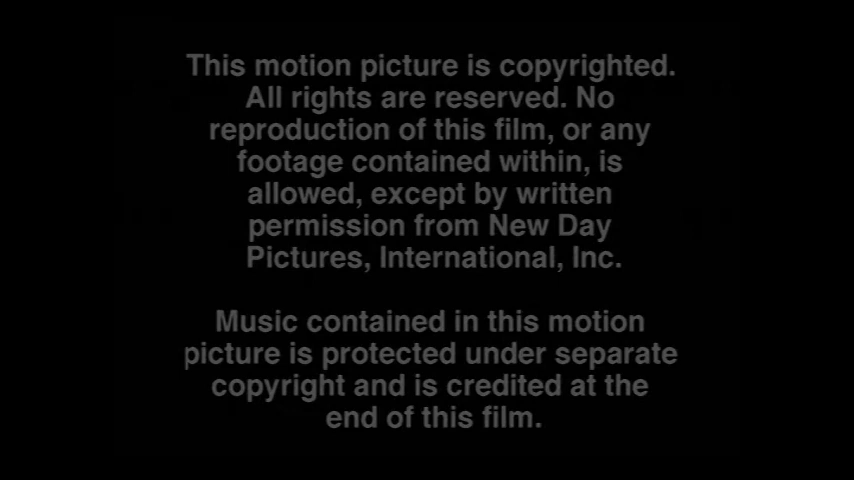 This motion picture is copyrighted.
All rights are reserved. No
reproduction of this film, or any
footage contained within, is
allowed, except by written
permission from New Day
Pictures, International, Inc.
Music contained in this motion
picture is protected under separate
copyright and is credited at the
end of this film.